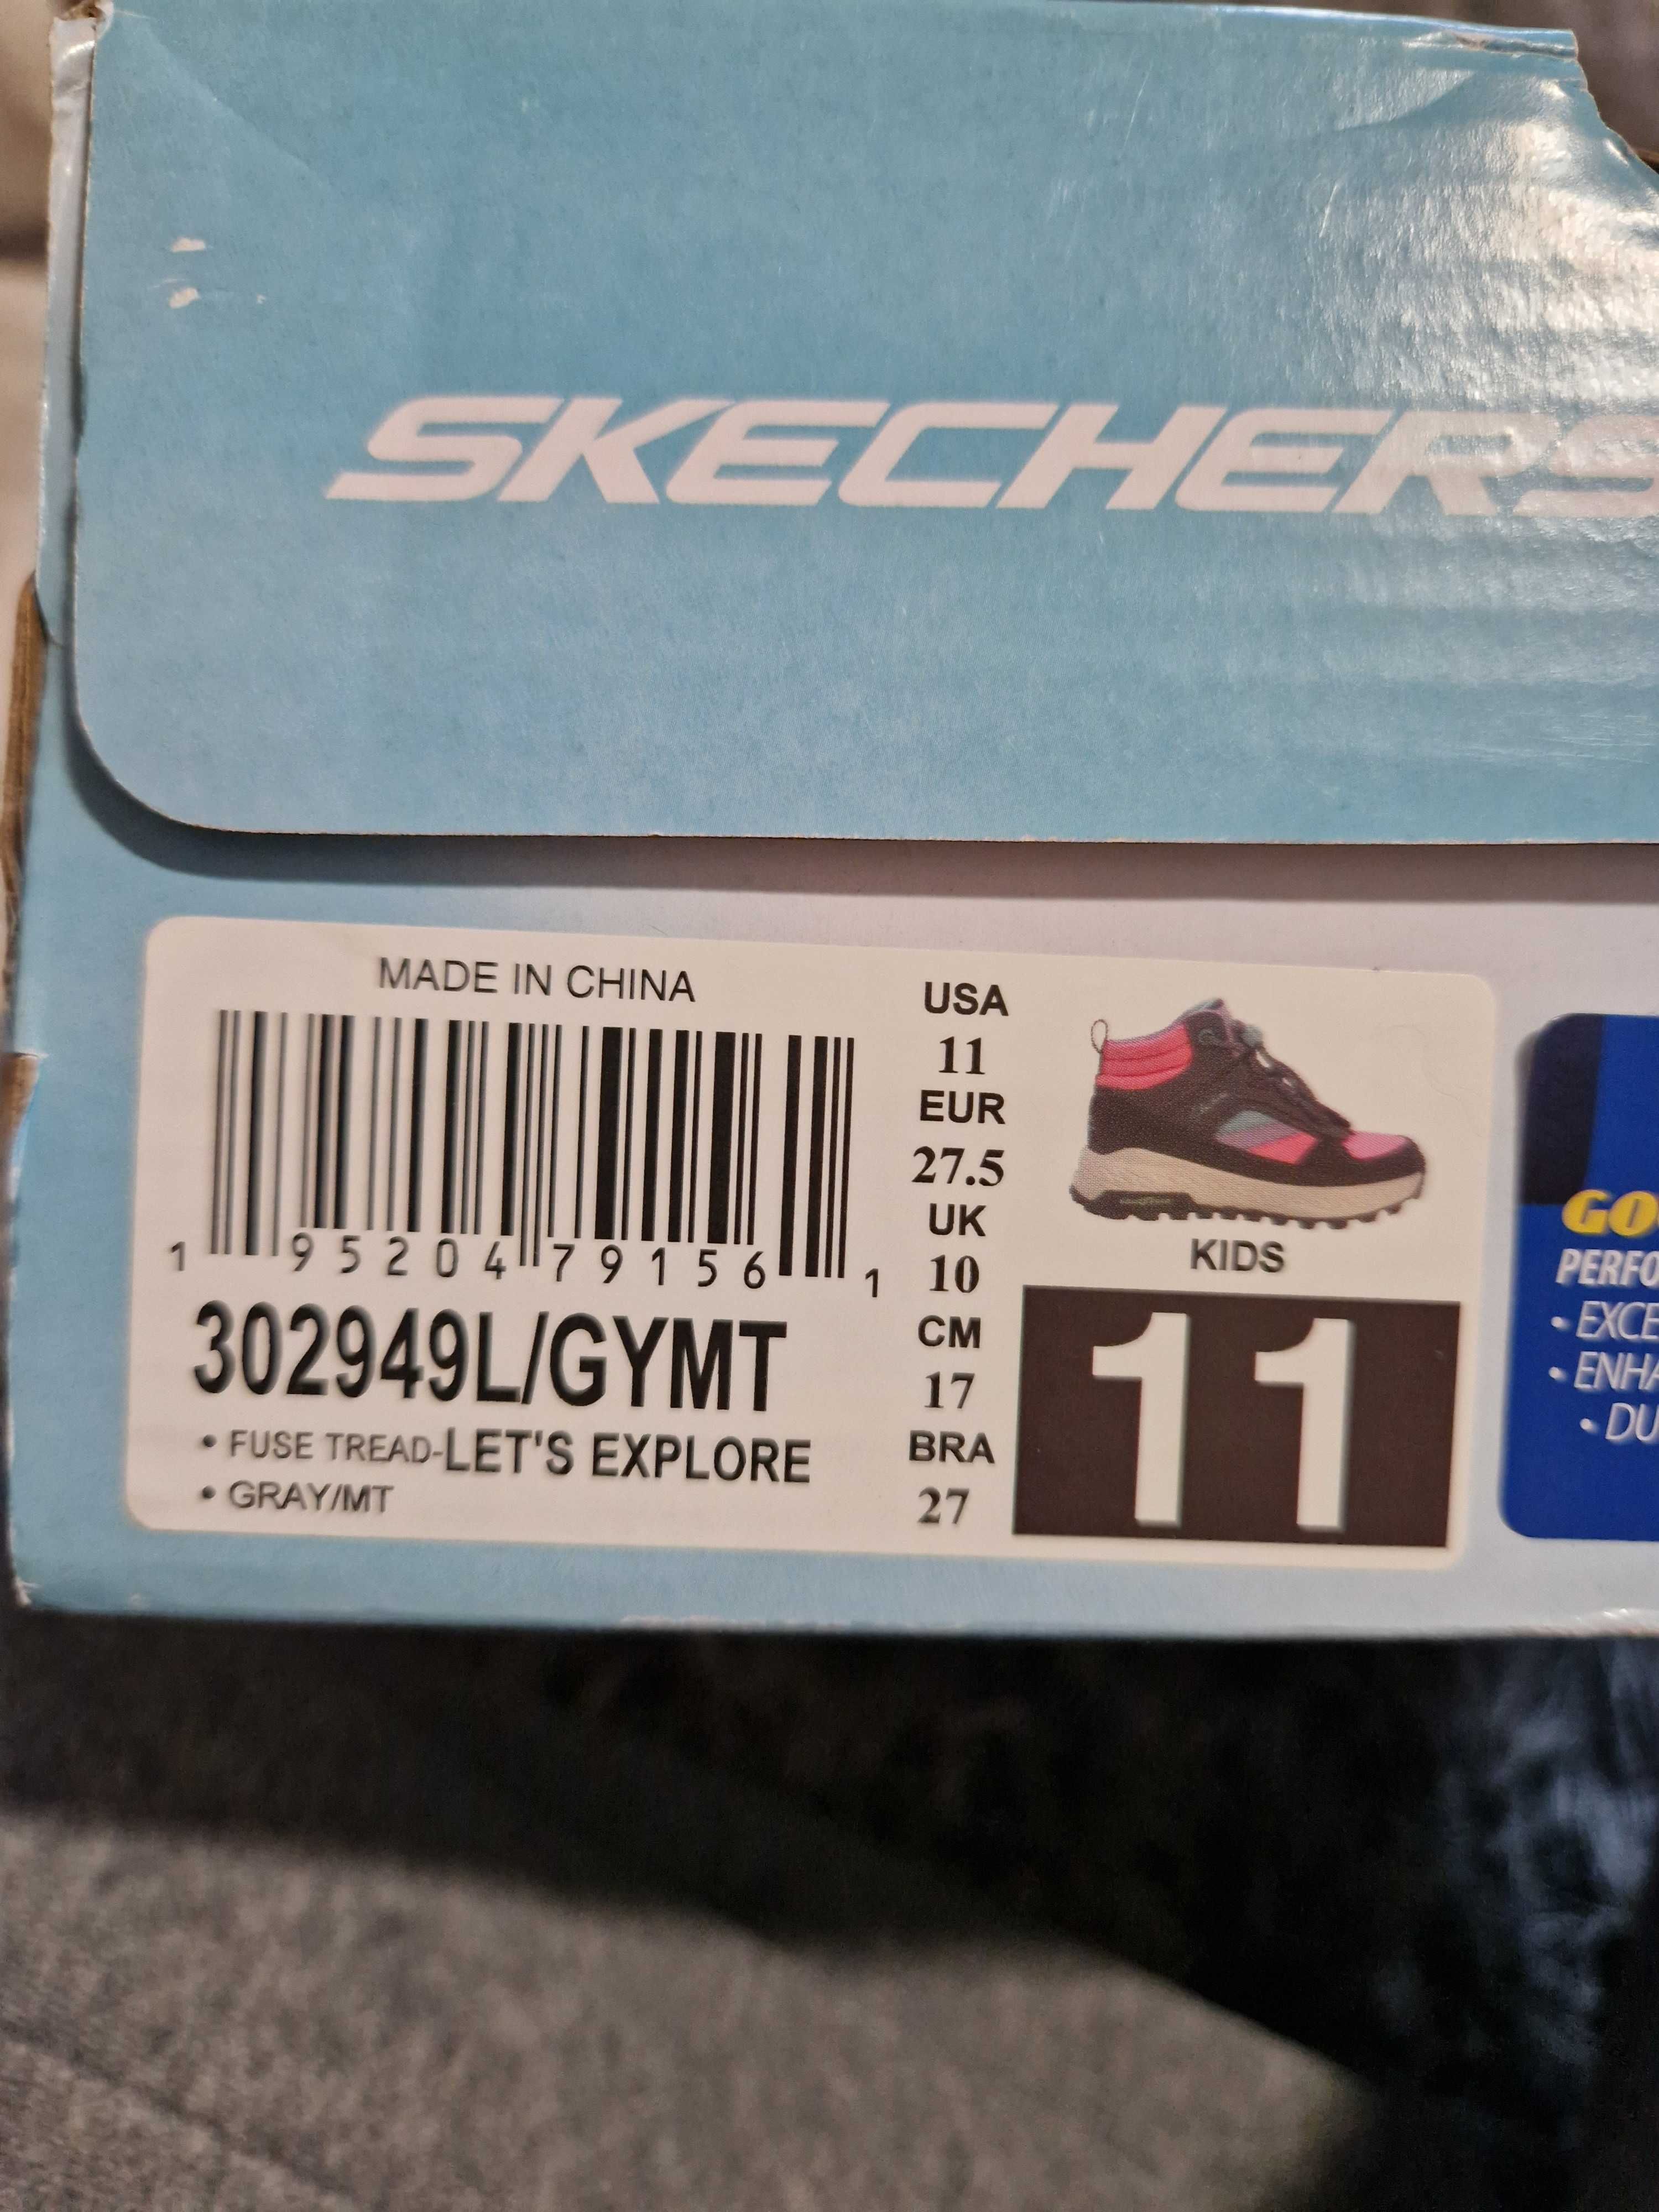 SKECHERS
MADE IN CHINA
1 95204 79156 1
302949L/GYMT
• FUSE TREAD-LET'S EXPLORE
• GRAY/MT
USA
11
EUR
27.5
UK
10
CM
17
BRA
27
KIDS
11